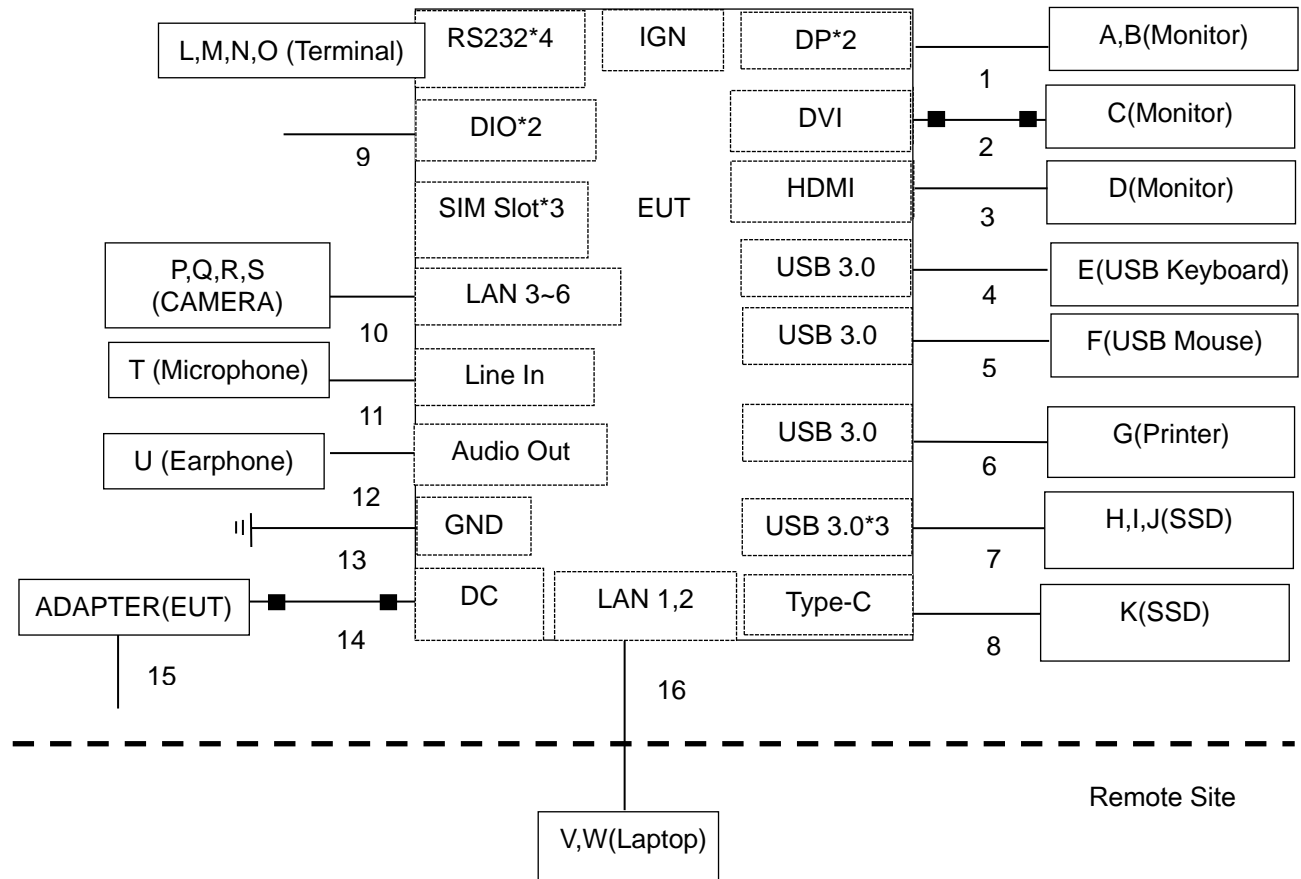 L,M,N,O (Terminal)
RS232*4
IGN
DP*2
A,B(Monitor)
1
DIO*2
9
DVI
C(Monitor)
2
SIM Slot*3
EUT
HDMI
D(Monitor)
3
P,Q,R,S
(CAMERA)
LAN 3~6
10
USB 3.0
E(USB Keyboard)
4
USB 3.0
F(USB Mouse)
5
T (Microphone)
Line In
11
U (Earphone)
Audio Out
12
USB 3.0
G(Printer)
6
GND
13
USB 3.0*3
H,I,J(SSD)
7
ADAPTER(EUT)
DC
14
LAN 1,2
Type-C
K(SSD)
8
15
16
Remote Site
V,W(Laptop)